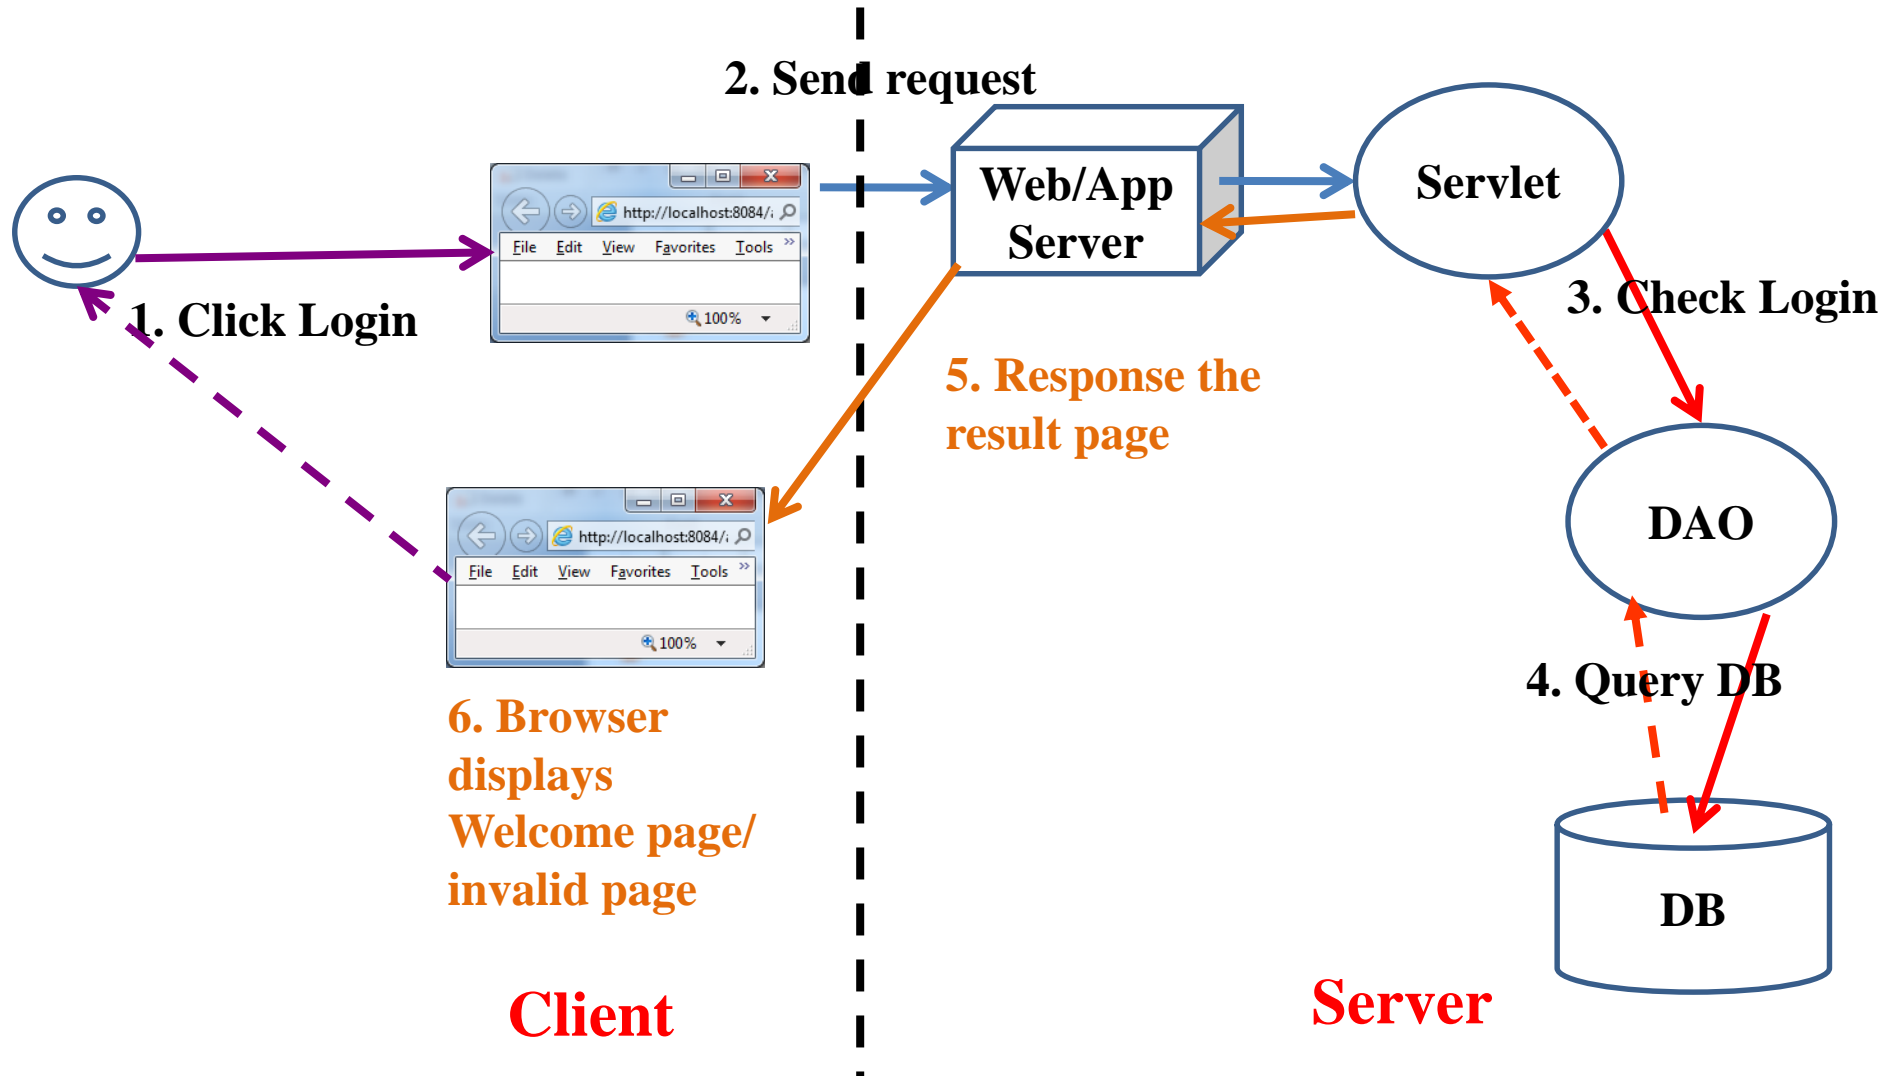 2. Send request
Web/App
Server
Servlet
http://localhost:8084/
File Edit View Favorites Tools »
100%
1. Click Login
3. Check Login
5. Response the
result page
DAO
http://localhost:8084/
File Edit View Favorites Tools »
100%
4. Query DB
6. Browser
displays
Welcome page/
invalid page
DB
Client
Server